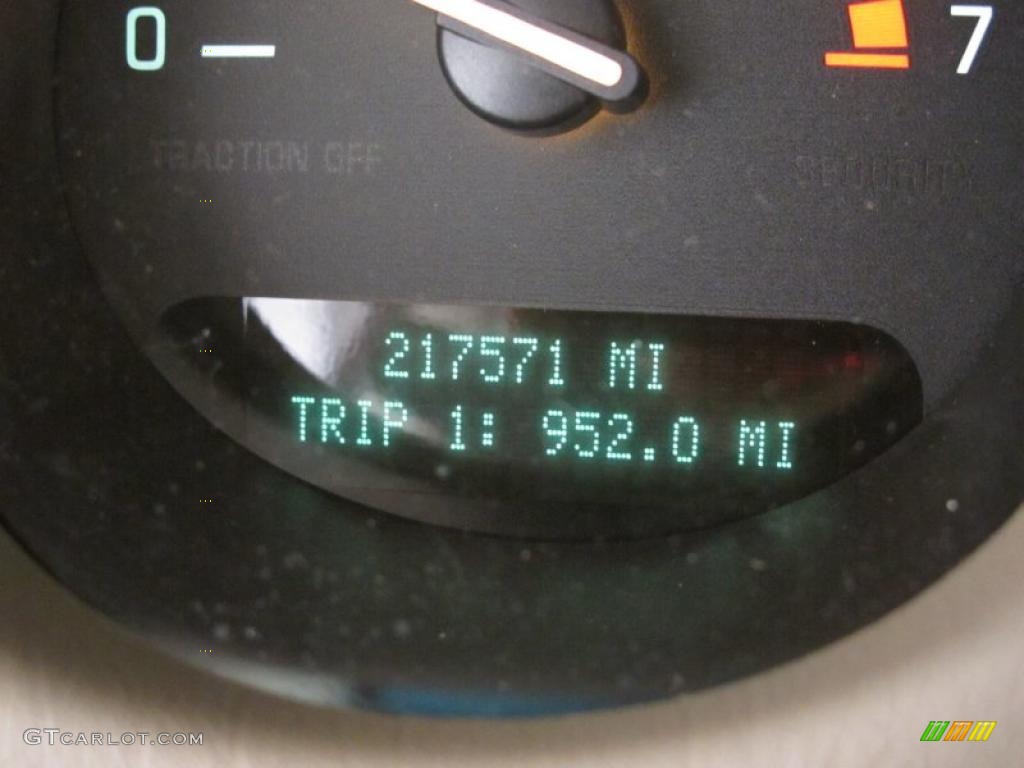 0 7
TRACTION OFF SECURITY
217571 MI
TRIP 1: 952.0 MI
GTCARLOT.COM